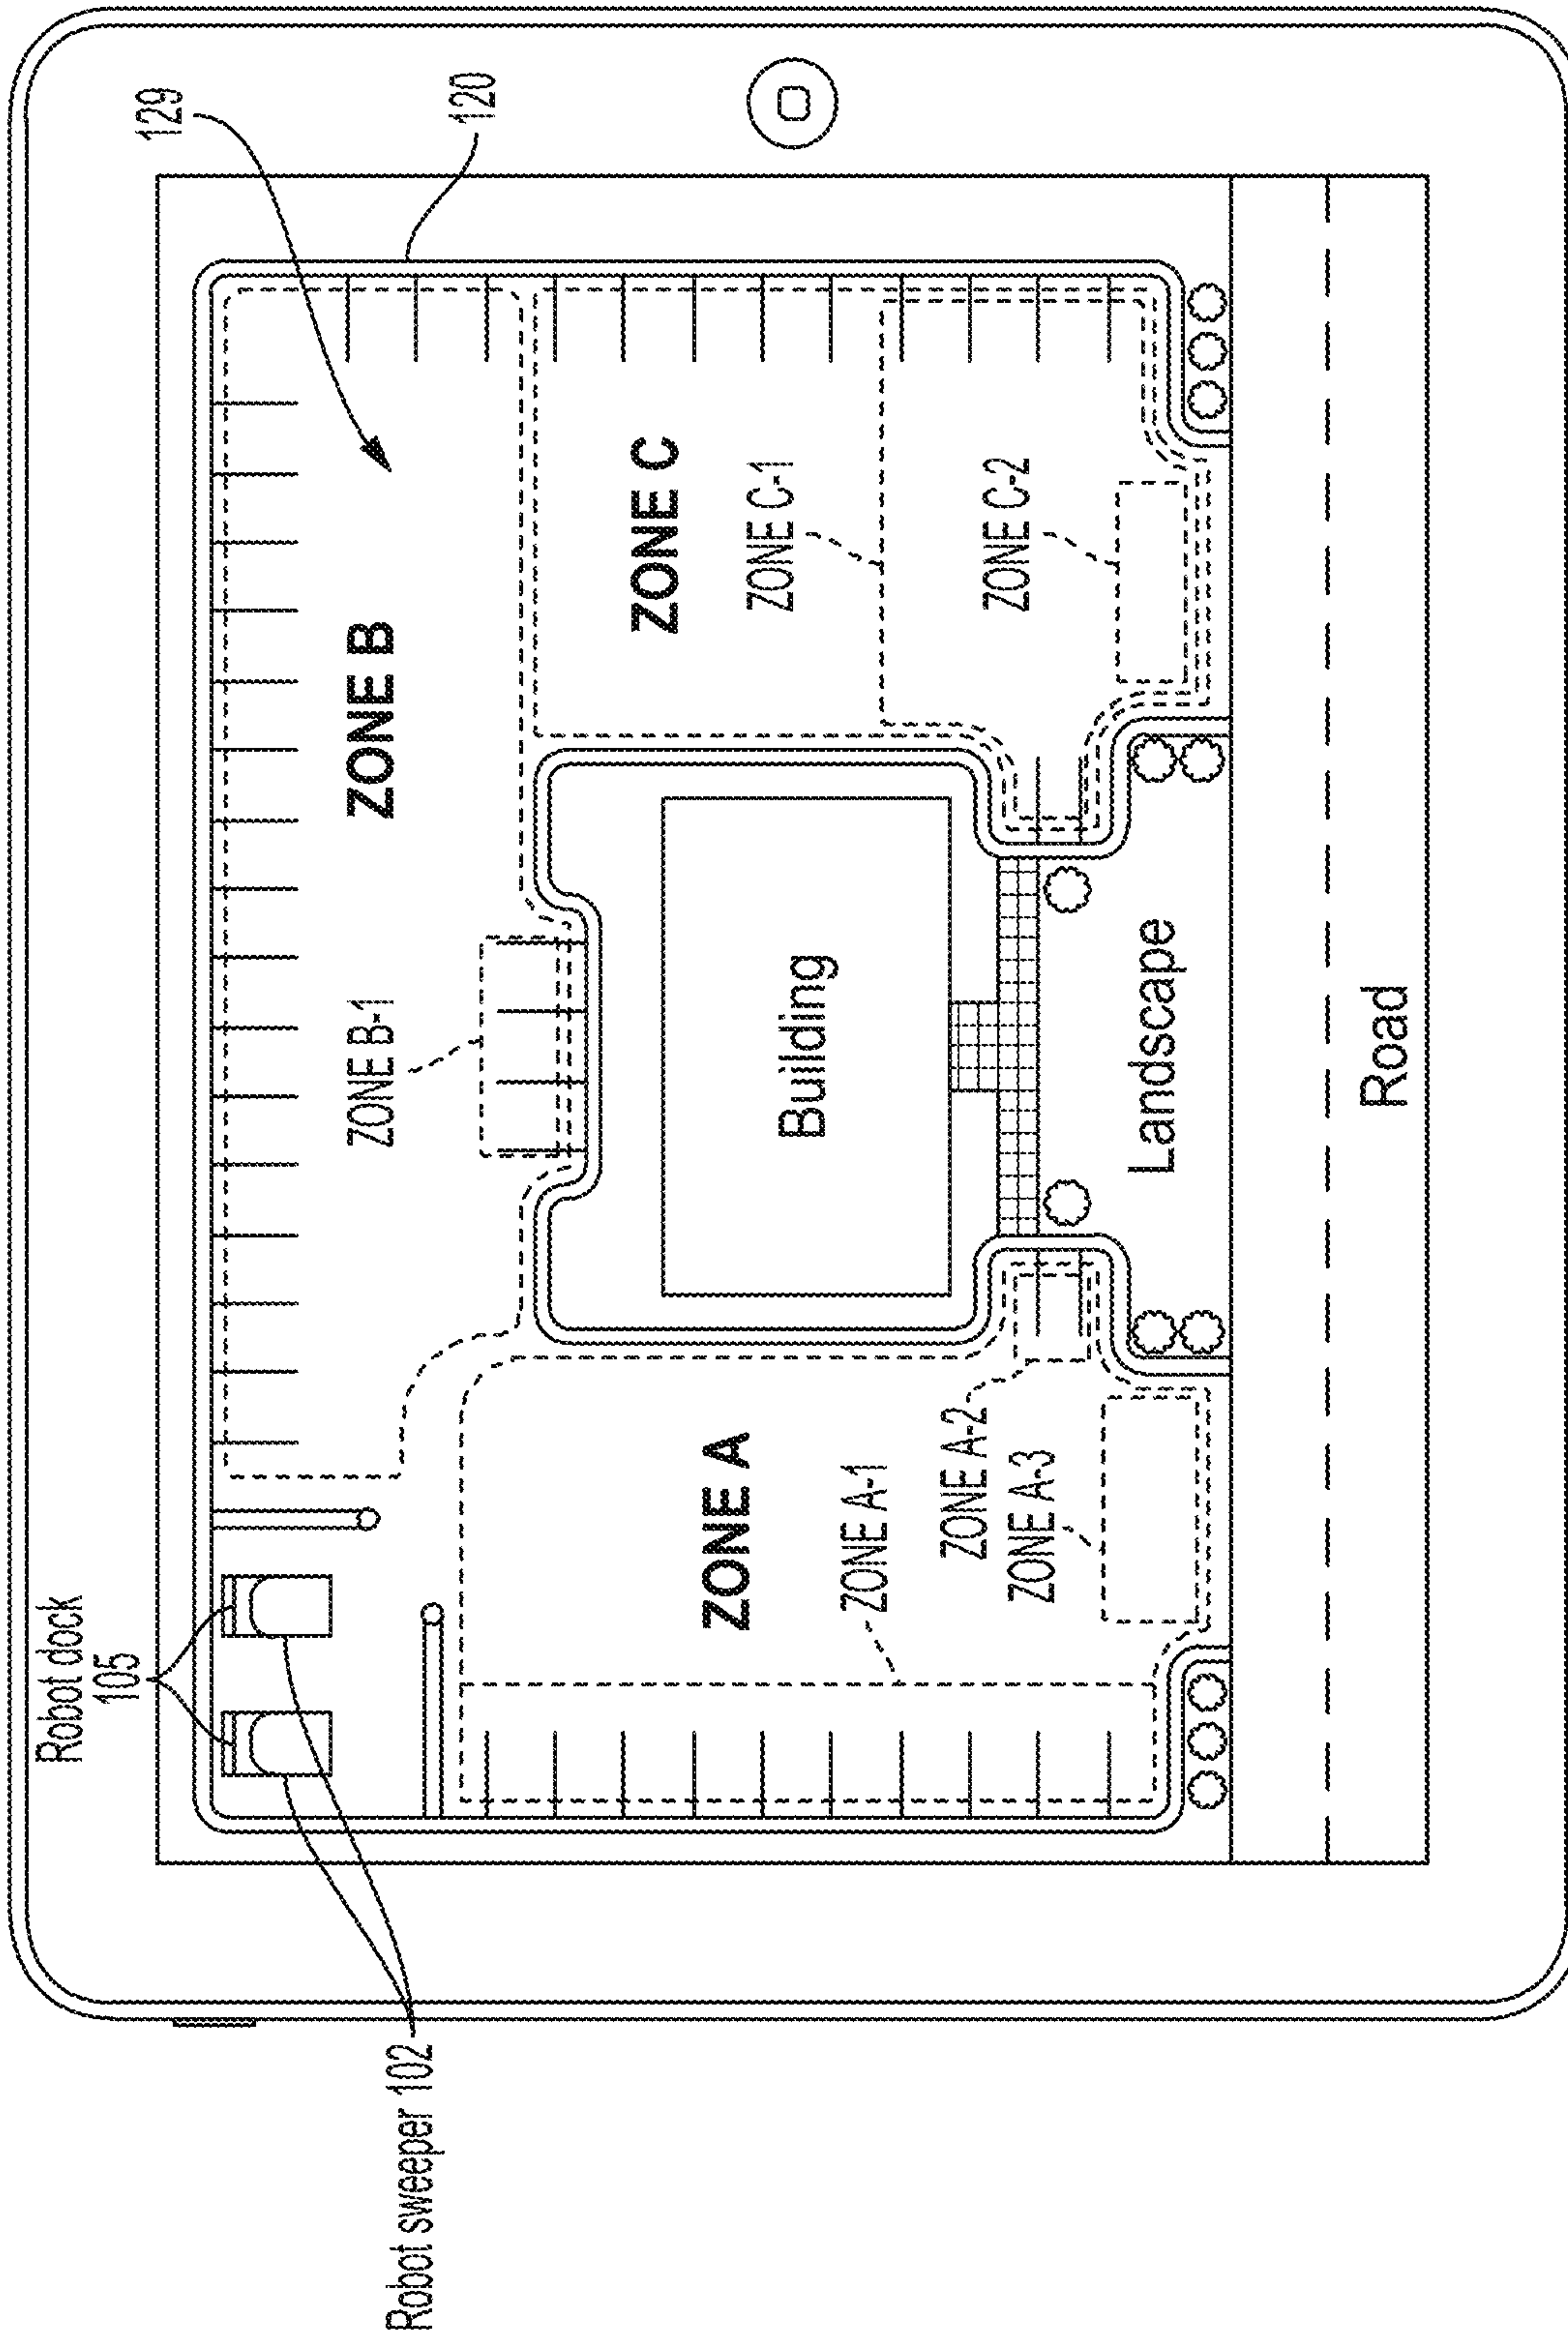 Robot dock
105
Robot sweeper 102
129
120
ZONE B
ZONE B-1
ZONE C
ZONE C-1
ZONE C-2
ZONE A
ZONE A-1
ZONE A-2
ZONE A-3
Building
Landscape
Road